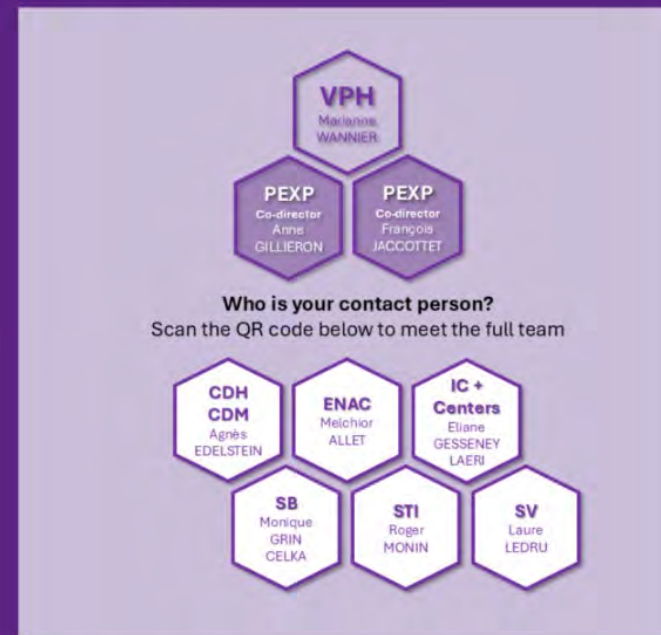 VPH
Marianne
WANNIER
PEXP
Co-director
Anne
GILLIERON
PEXP
Co-director
François
JACCOTTET
Who is your contact person?
Scan the QR code below to meet the full team
CDH
CDM
Agnès
EDELSTEIN
ENAC
Melchior
ALLET
IC +
Centers
Eliane
GESSENEY
LAERI
SB
Monique
GRIN
CELKA
STI
Roger
MONIN
SV
Laure
LEDRU